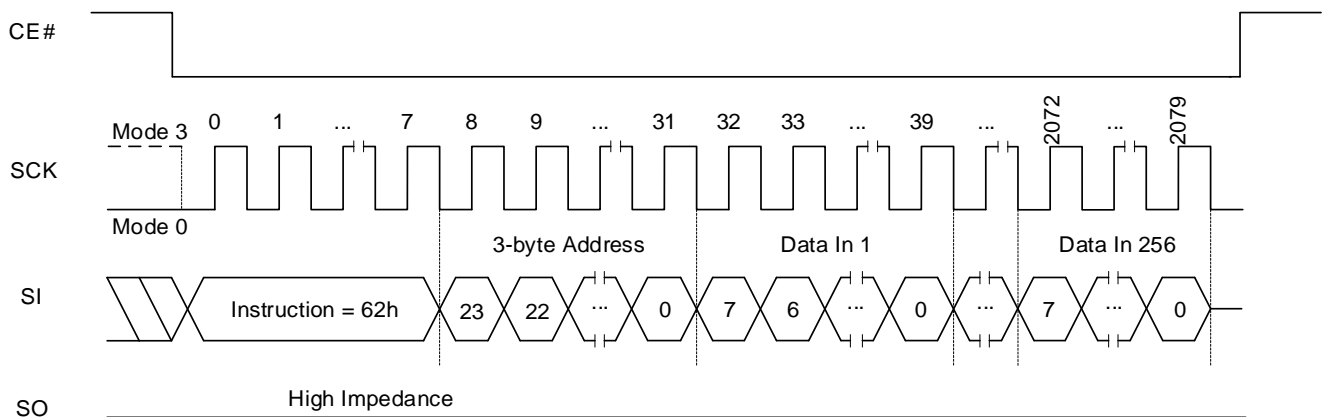 CE#
0 1 ... 7 8 9 ... 31 32 33 ... 39 ... 2072 ... 2079
Mode 3
SCK
Mode 0
3-byte Address Data In 1 Data In 256
SI Instruction = 62h 23 22 ... 0 7 6 ... 0 ... 7 ... 0
High Impedance
SO